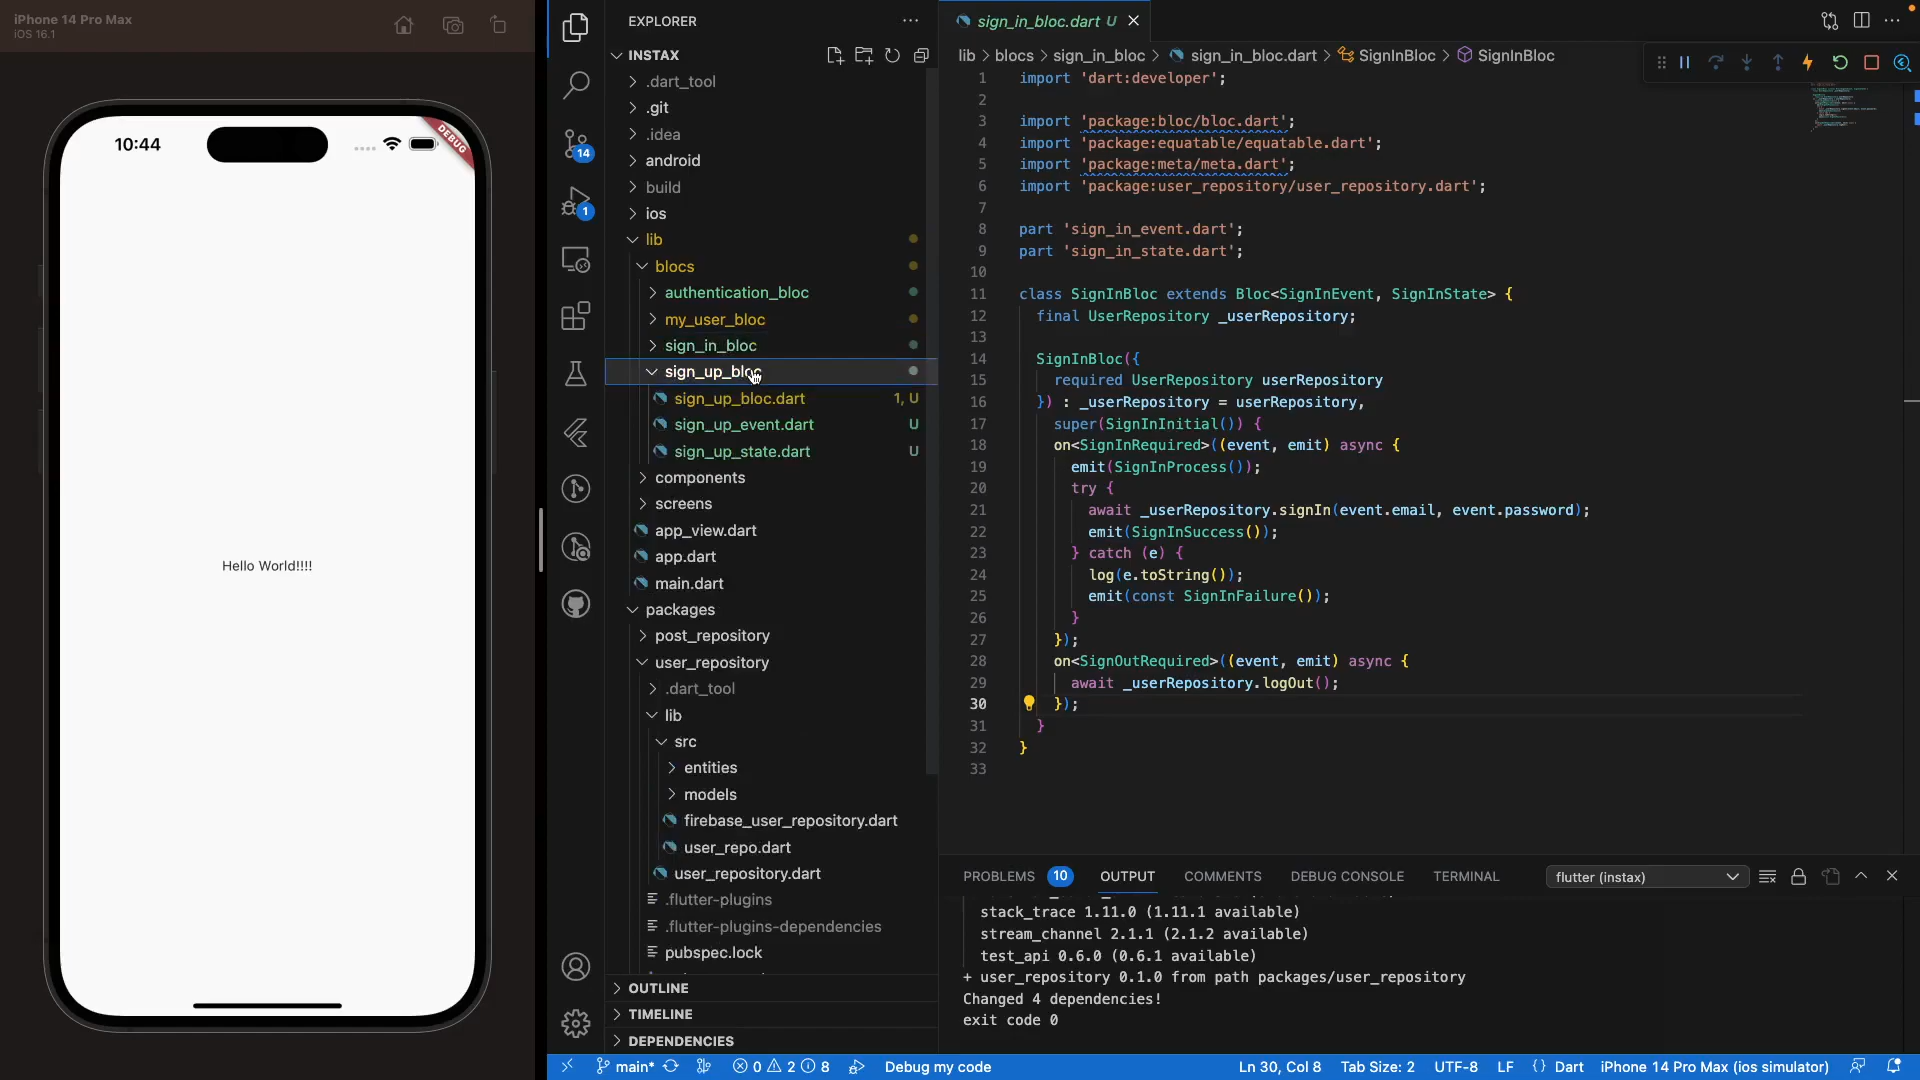 iPhone 14 Pro Max
iOS 16.1
10:44
DEBUG
Hello World!!!!
14
1
EXPLORER
INSTAX
.dart_tool
.git
.idea
android
build
ios
lib
blocs
authentication_bloc
my_user_bloc
sign_in_bloc
sign_up_bloc
sign_up_bloc.dart 1, U
sign_up_event.dart U
sign_up_state.dart U
components
screens
app_view.dart
app.dart
main.dart
packages
post_repository
user_repository
.dart_tool
lib
src
entities
models
firebase_user_repository.dart
user_repo.dart
user_repository.dart
.flutter-plugins
.flutter-plugins-dependencies
pubspec.lock
OUTLINE
TIMELINE
DEPENDENCIES
sign_in_bloc.dart U
lib > blocs > sign_in_bloc > sign_in_bloc.dart > SignInBloc > SignInBloc
1 import 'dart:developer';
2
3 import 'package:bloc/bloc.dart';
4 import 'package:equatable/equatable.dart';
5 import 'package:meta/meta.dart';
6 import 'package:user_repository/user_repository.dart';
7
8 part 'sign_in_event.dart';
9 part 'sign_in_state.dart';
10
11 class SignInBloc extends Bloc<SignInEvent, SignInState> {
12 final UserRepository _userRepository;
13
14 SignInBloc({
15 required UserRepository userRepository
16 }) : _userRepository = userRepository,
17 super(SignInInitial()) {
18 on<SignInRequired>((event, emit) async {
19 emit(SignInProcess());
20 try {
21 await _userRepository.signIn(event.email, event.password);
22 emit(SignInSuccess());
23 } catch (e) {
24 log(e.toString());
25 emit(const SignInFailure());
26 }
27 });
28 on<SignOutRequired>((event, emit) async {
29 await _userRepository.logOut();
30 });
31 }
32 }
33
PROBLEMS 10 OUTPUT COMMENTS DEBUG CONSOLE TERMINAL flutter (instax)
stack_trace 1.11.0 (1.11.1 available)
stream_channel 2.1.1 (2.1.2 available)
test_api 0.6.0 (0.6.1 available)
+ user_repository 0.1.0 from path packages/user_repository
Changed 4 dependencies!
exit code 0
main* 0 2 8 Debug my code Ln 30, Col 8 Tab Size: 2 UTF-8 LF {} Dart iPhone 14 Pro Max (ios simulator)